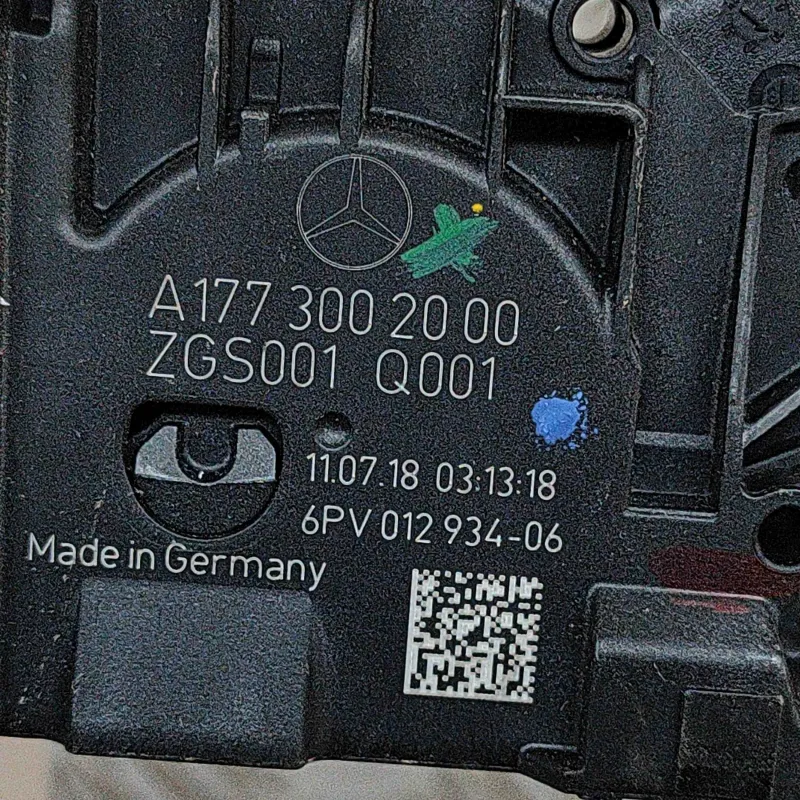 A177 300 20 00
ZGS001 Q001
11.07.18 03:13:18
6PV 012 934-06
Made in Germany